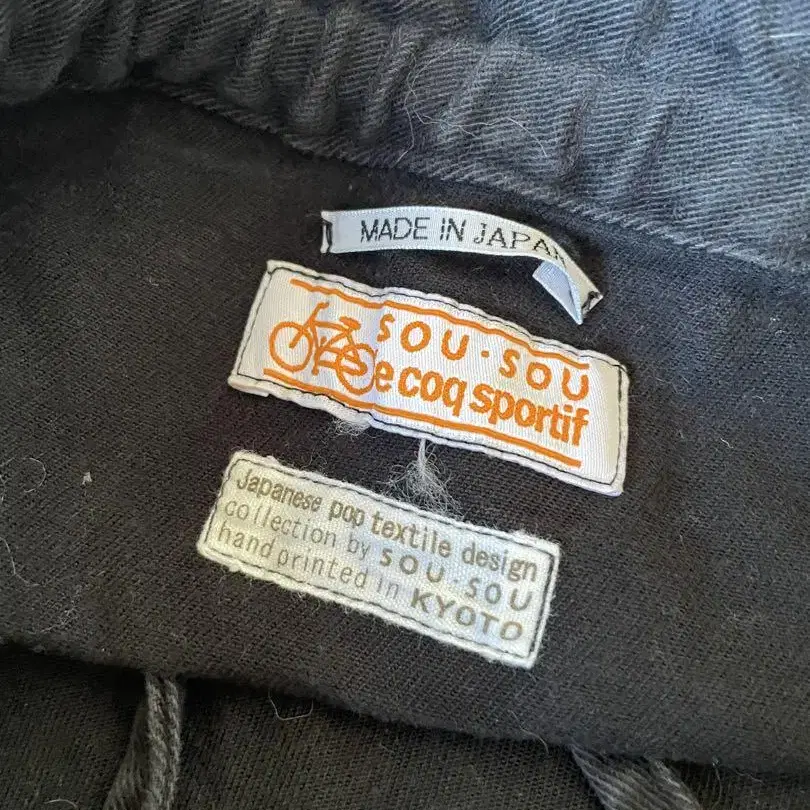 MADE IN JAPAN
SOU・SOU
le coq sportif
Japanese pop textile design
collection by SOU・SOU
hand printed in KYOTO